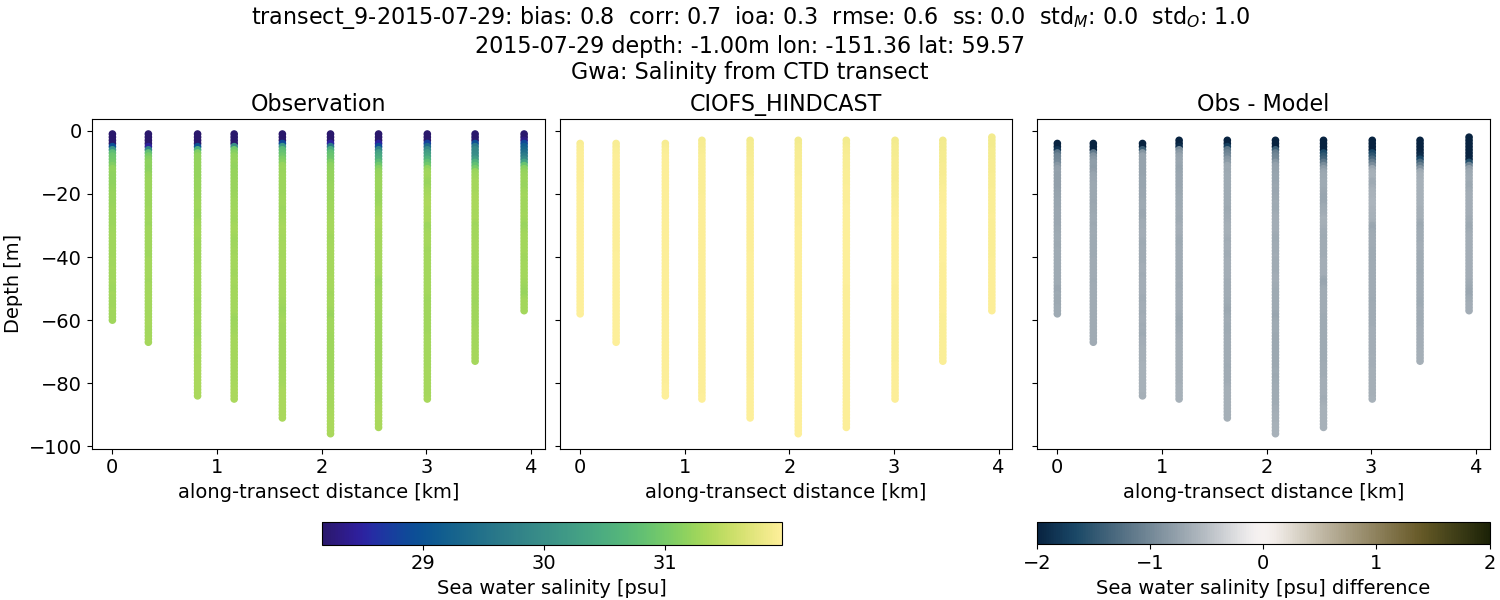 transect_9-2015-07-29: bias: 0.8 corr: 0.7 ioa: 0.3 rmse: 0.6 ss: 0.0 std_M: 0.0 std_O: 1.0
2015-07-29 depth: -1.00m lon: -151.36 lat: 59.57
Gwa: Salinity from CTD transect
Observation
CIOFS_HINDCAST
Obs - Model
Depth [m]
0
−20
−40
−60
−80
−100
0 1 2 3 4
0 1 2 3 4
0 1 2 3 4
along-transect distance [km]
along-transect distance [km]
along-transect distance [km]
29 30 31
Sea water salinity [psu]
−2 −1 0 1 2
Sea water salinity [psu] difference